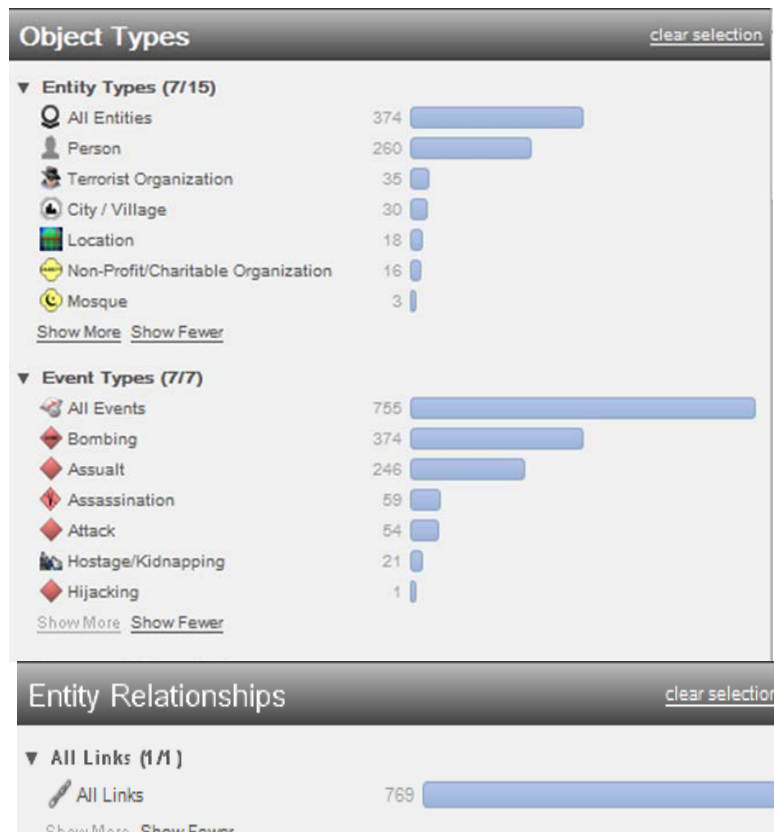 Object Types clear selection
▼ Entity Types (7/15)
All Entities 374
Person 260
Terrorist Organization 35
City / Village 30
Location 18
Non-Profit/Charitable Organization 16
Mosque 3
Show More Show Fewer
▼ Event Types (7/7)
All Events 755
Bombing 374
Assualt 246
Assassination 59
Attack 54
Hostage/Kidnapping 21
Hijacking 1
Show More Show Fewer
Entity Relationships clear selection
▼ All Links (1/1)
All Links 769
Show More Show Fewer